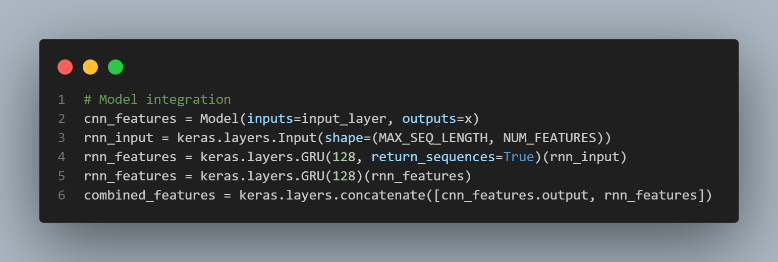 1 # Model integration
2 cnn_features = Model(inputs=input_layer, outputs=x)
3 rnn_input = keras.layers.Input(shape=(MAX_SEQ_LENGTH, NUM_FEATURES))
4 rnn_features = keras.layers.GRU(128, return_sequences=True)(rnn_input)
5 rnn_features = keras.layers.GRU(128)(rnn_features)
6 combined_features = keras.layers.concatenate([cnn_features.output, rnn_features])